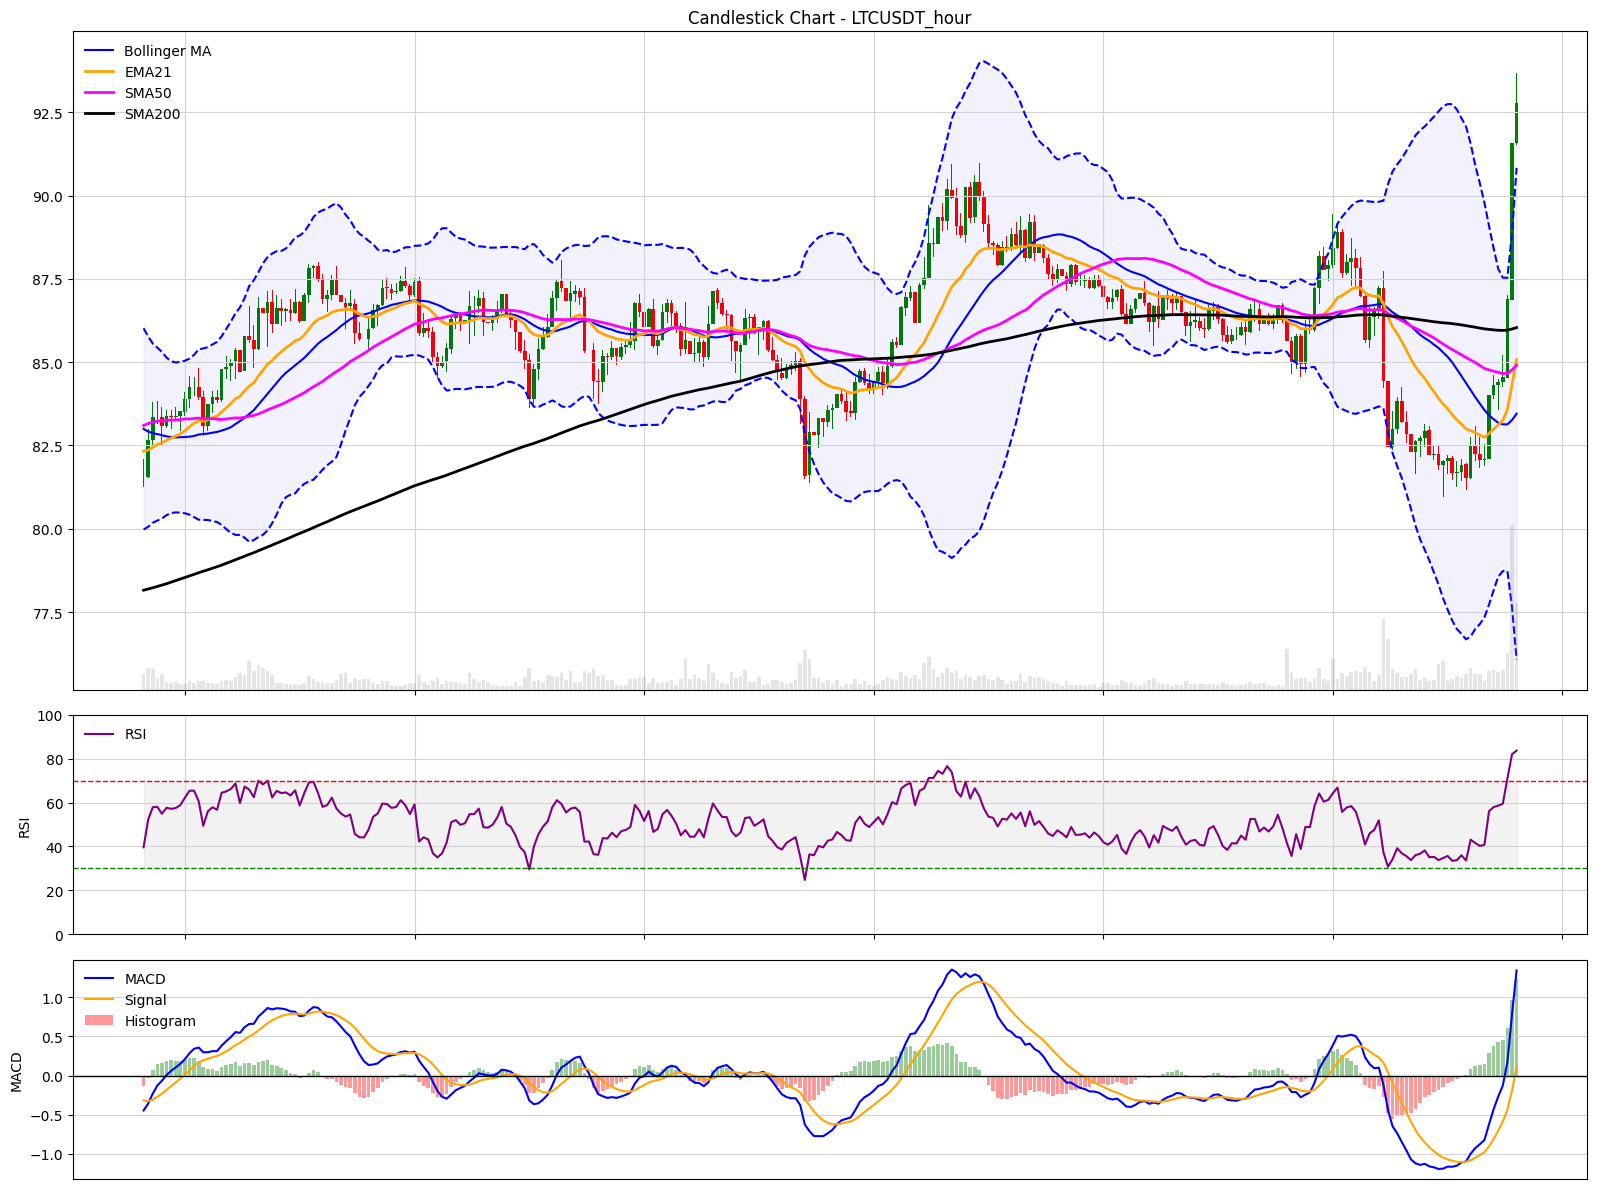 Candlestick Chart - LTCUSDT_hour
Bollinger MA
EMA21
SMA50
SMA200
92.5
90.0
87.5
85.0
82.5
80.0
77.5
RSI
RSI
100
80
60
40
20
0
MACD
Signal
Histogram
MACD
1.0
0.5
0.0
−0.5
−1.0